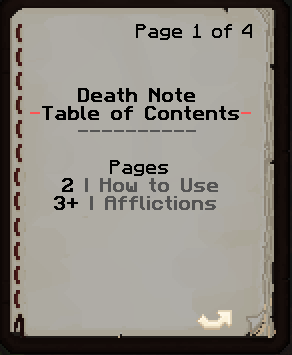 Page 1 of 4
Death Note
-Table of Contents-
----------
Pages
2 | How to Use
3+ | Afflictions